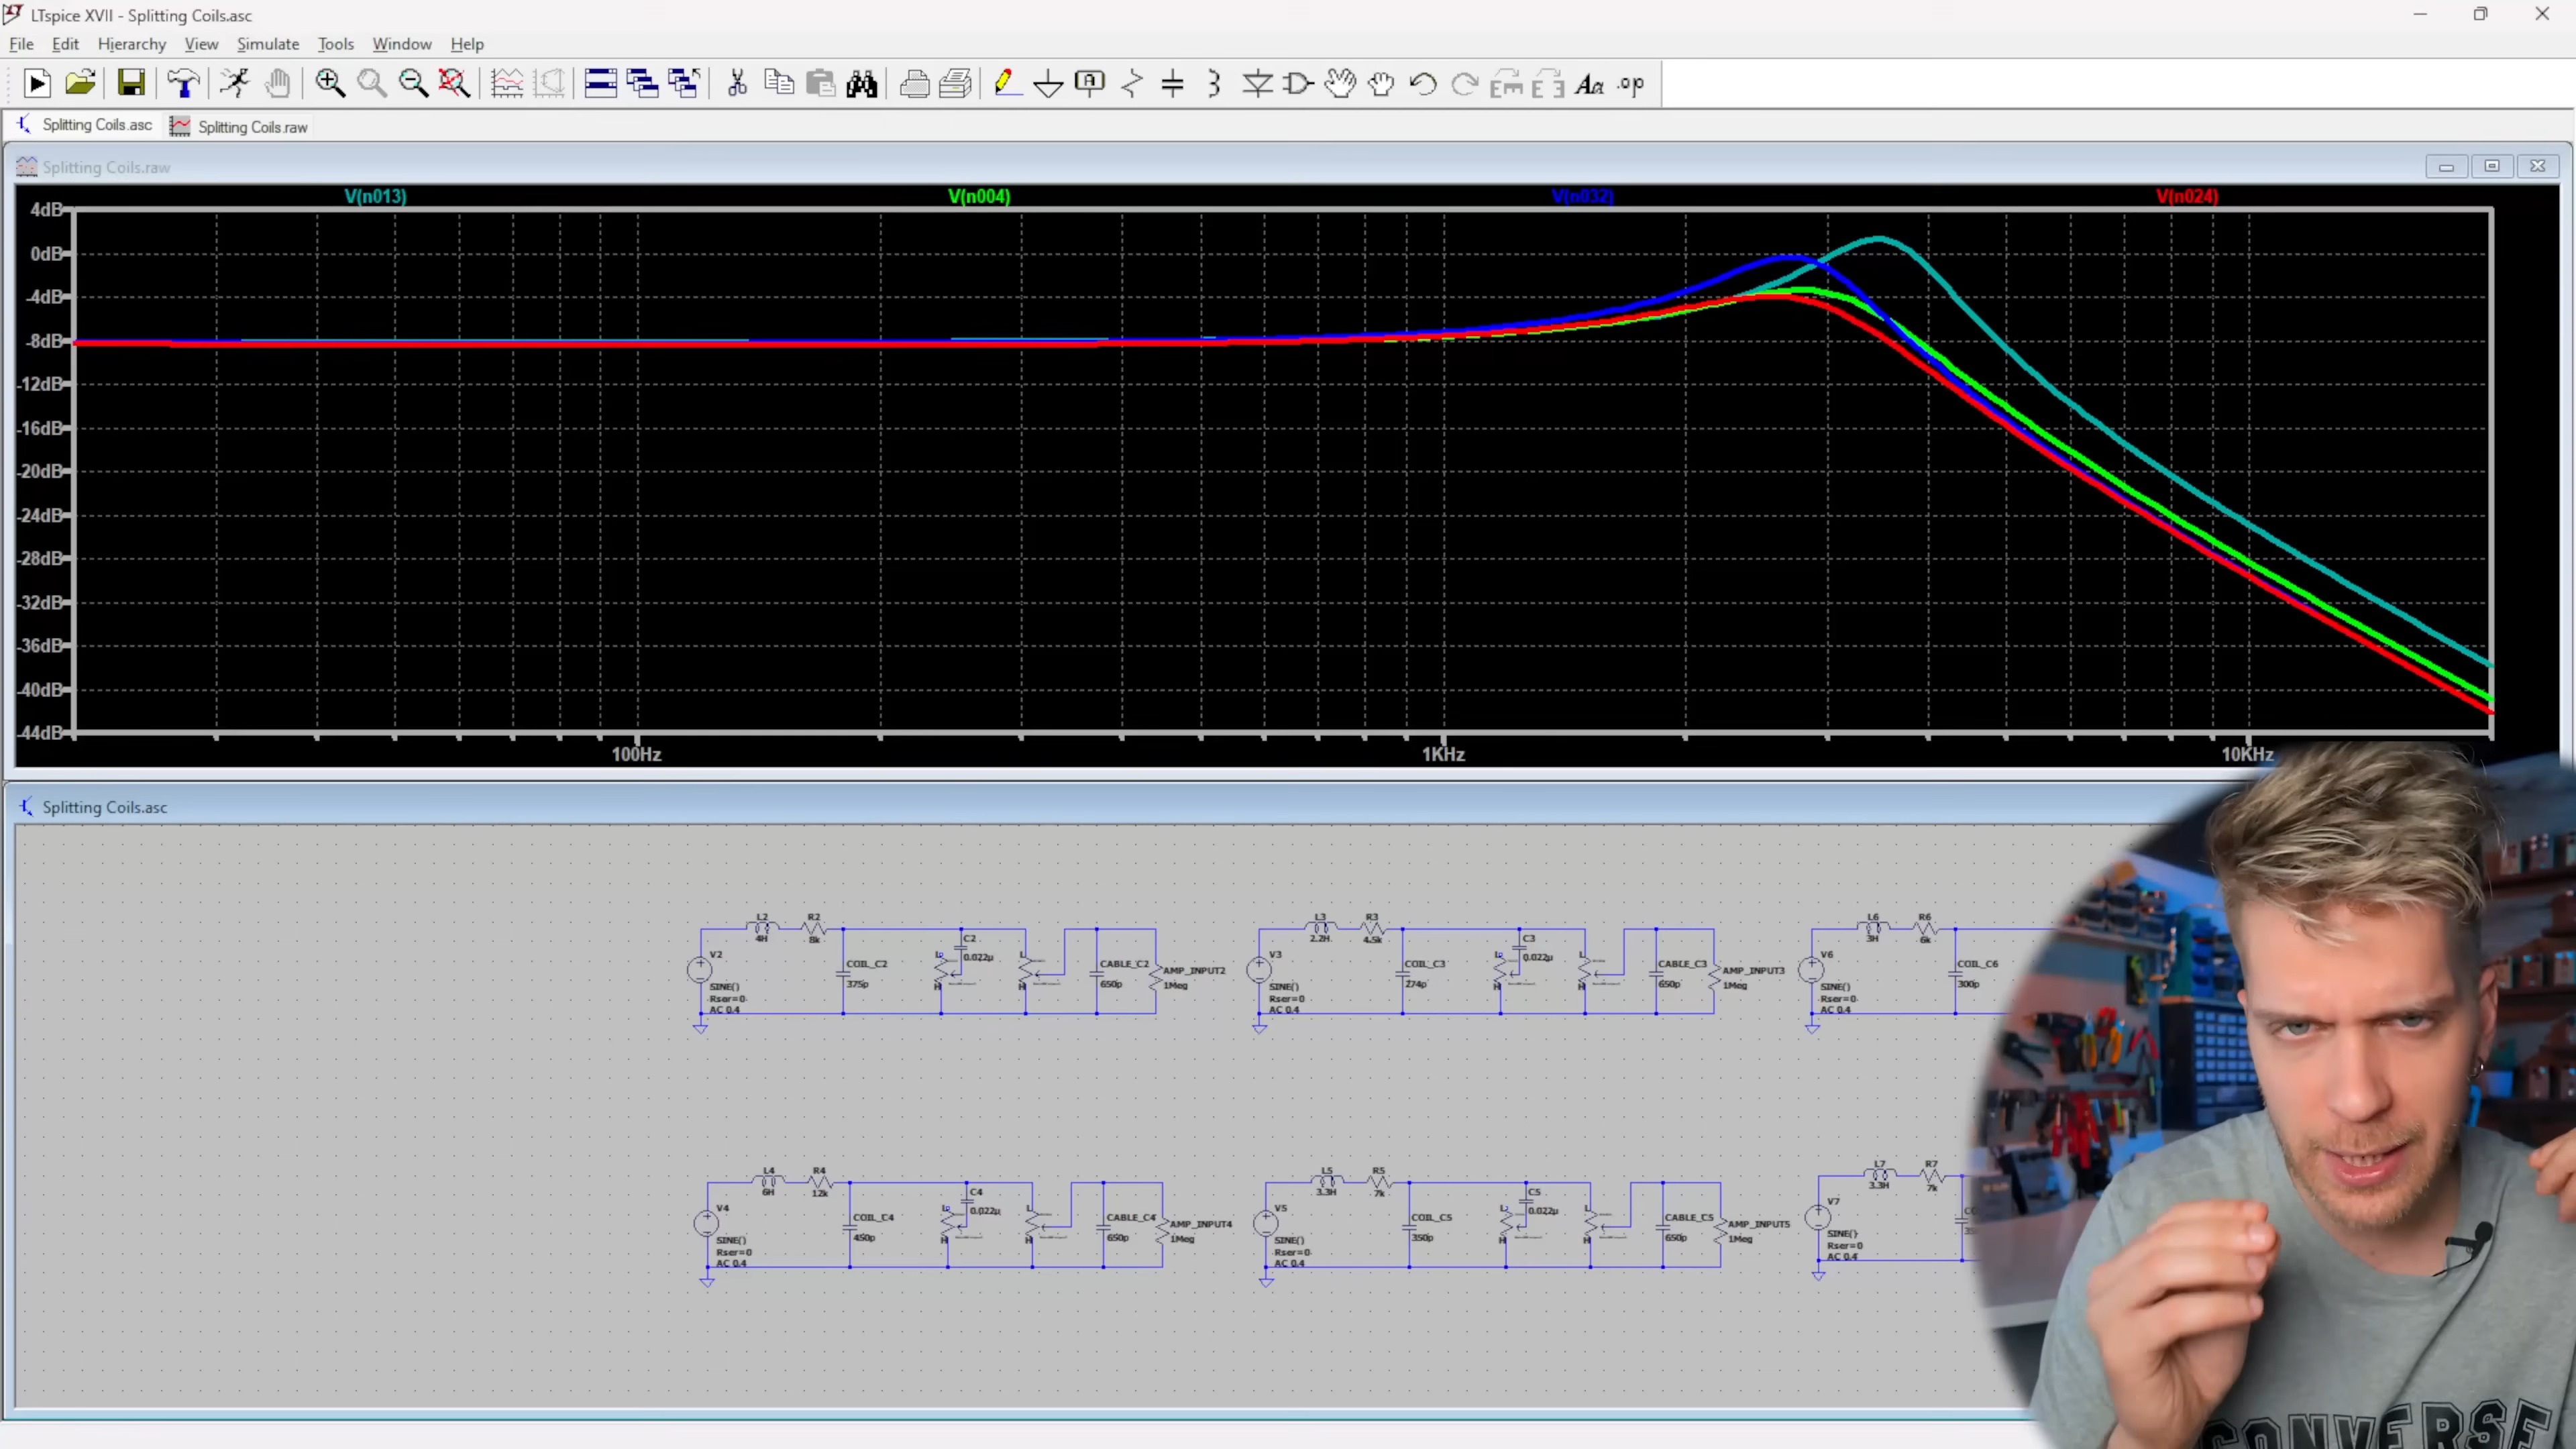 LTspice XVII - Splitting Coils.asc
File Edit Hierarchy View Simulate Tools Window Help
Aa .op
Splitting Coils.asc Splitting Coils.raw
Splitting Coils.raw
V(n013) V(n004) V(n032) V(n024)
4dB
0dB
-4dB
-8dB
-12dB
-16dB
-20dB
-24dB
-28dB
-32dB
-36dB
-40dB
-44dB
100Hz 1KHz 10KHz
Splitting Coils.asc
L2 R2
4H 8k
V2
SINE()
Rser=0
AC 0.4
COIL_C2
375p
C2
0.022µ
CABLE_C2
650p
AMP_INPUT2
1Meg
L3 R3
2.2H 4.5k
V3
SINE()
Rser=0
AC 0.4
COIL_C3
274p
C3
0.022µ
CABLE_C3
650p
AMP_INPUT3
1Meg
L6 R6
3H 6k
V6
SINE()
Rser=0
AC 0.4
COIL_C6
300p
L4 R4
6H 12k
V4
SINE()
Rser=0
AC 0.4
COIL_C4
450p
C4
0.022µ
CABLE_C4
650p
AMP_INPUT4
1Meg
L5 R5
3.3H 7k
V5
SINE()
Rser=0
AC 0.4
COIL_C5
350p
C5
0.022µ
CABLE_C5
650p
AMP_INPUT5
1Meg
L7 R7
3.3H 7k
V7
SINE()
Rser=0
AC 0.4
CONVERSE